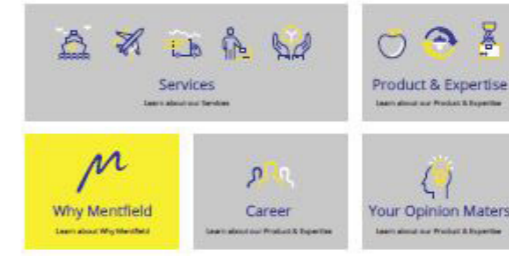 Services
Learn about our Services
Product & Expertise
Learn about our Product & Expertise
Why Mentfield
Learn about Why Mentfield
Career
Learn about our Product & Expertise
Your Opinion Maters
Learn about our Product & Expertise